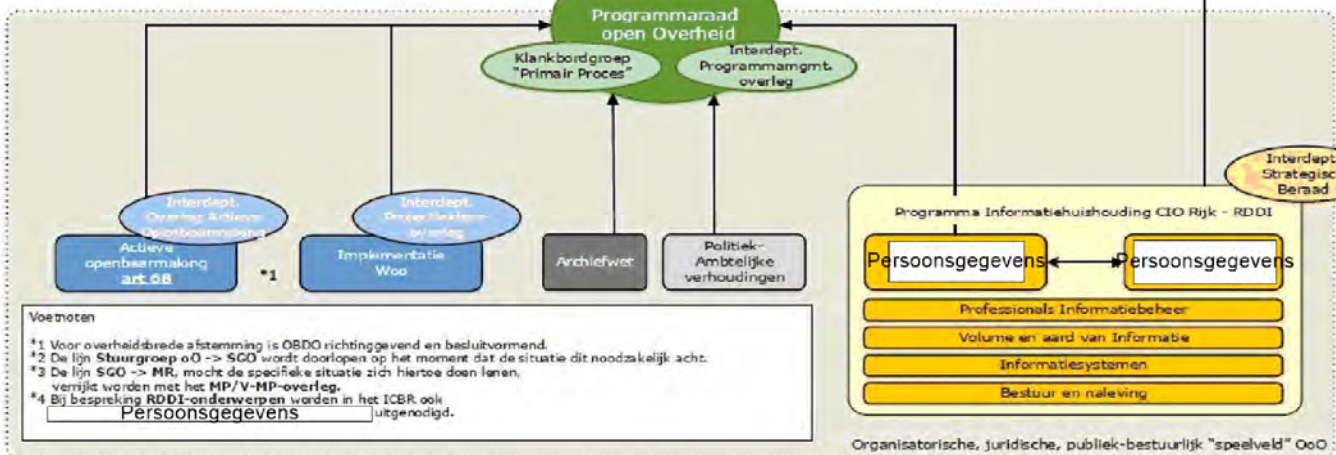 Programmaraad
open Overheid
Klankbordgroep
"Primair Proces"
Interdept.
Programmamgmt.
overleg
Interdept.
Strategisch
Beraad
Interdept.
Overleg Actieve
Openbaarmaking
Interdept.
overleg
Programma Informatiehuishouding CIO Rijk - RDDI
Actieve
openbaarmaking
art 68
*1
Implementatie
Woo
Archiefwet
Politiek-
Ambtelijke
verhoudingen
Persoonsgegevens
Persoonsgegevens
Professionals Informatiebeheer
Volume en aard van Informatie
Informatiesystemen
Bestuur en naleving
Voetnoten
*1 Voor overheidsbrede afstemming is OBDO richtinggevend en besluitvormend.
*2 De lijn Stuurgroep oO -> SGO wordt doorlopen op het moment dat de situatie dit noodzakelijk acht.
*3 De lijn SGO -> MR, mocht de specifieke situatie zich hiertoe doen lenen,
verrijkt worden met het MP/V-MP-overleg.
*4 Bij bespreking RDDI-onderwerpen worden in het ICBR ook
Persoonsgegevens uitgenodigd.
Organisatorische, juridische, publiek-bestuurlijk "speelveld" OoO